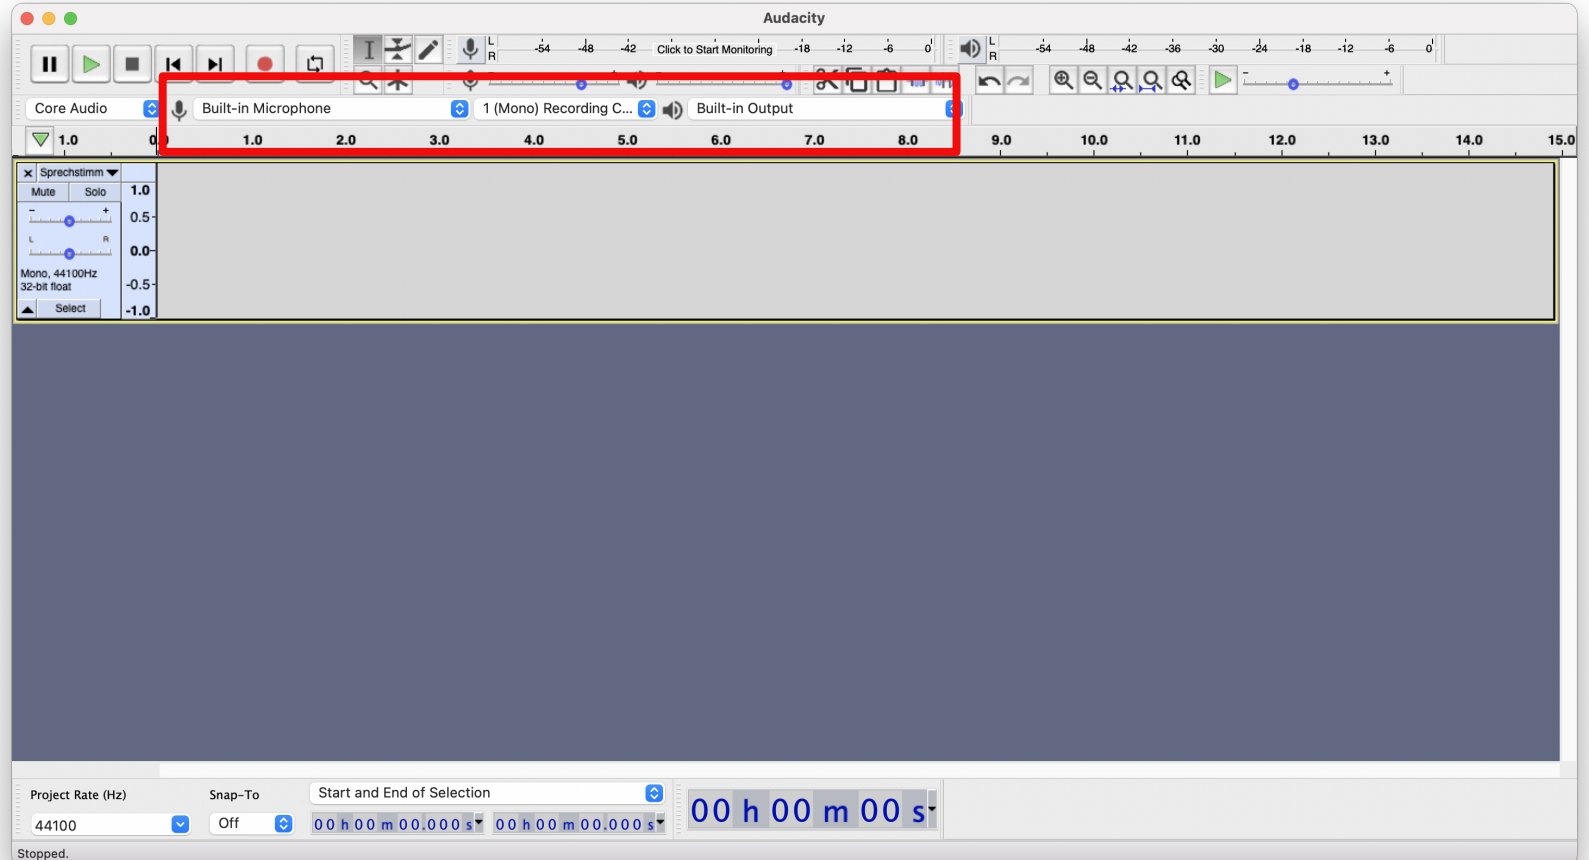 Audacity
L
R
-54 -48 -42 Click to Start Monitoring -18 -12 -6 0
L
R
-54 -48 -42 -36 -30 -24 -18 -12 -6 0
- +
Core Audio
Built-in Microphone
1 (Mono) Recording C...
Built-in Output
1.0 0.0 1.0 2.0 3.0 4.0 5.0 6.0 7.0 8.0 9.0 10.0 11.0 12.0 13.0 14.0 15.0
× Sprechstimm
Mute Solo
- +
L R
Mono, 44100Hz
32-bit float
Select
1.0
0.5
0.0
-0.5
-1.0
Project Rate (Hz)
44100
Snap-To
Off
Start and End of Selection
00 h 00 m 00.000 s 00 h 00 m 00.000 s
00 h 00 m 00 s
Stopped.